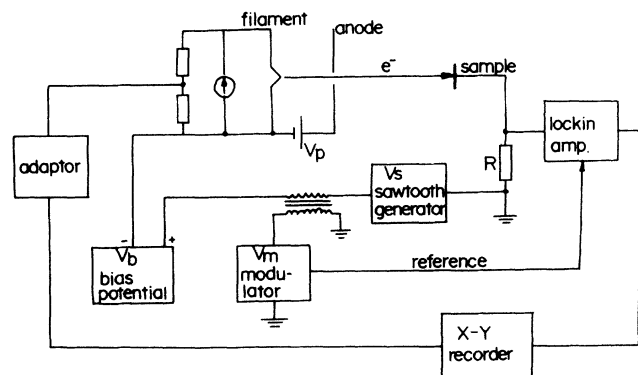 filament
anode
e⁻
sample
Vp
adaptor
lockin
amp.
R
Vs
sawtooth
generator
- +
Vb
bias
potential
Vm
modu-
lator
reference
X-Y
recorder